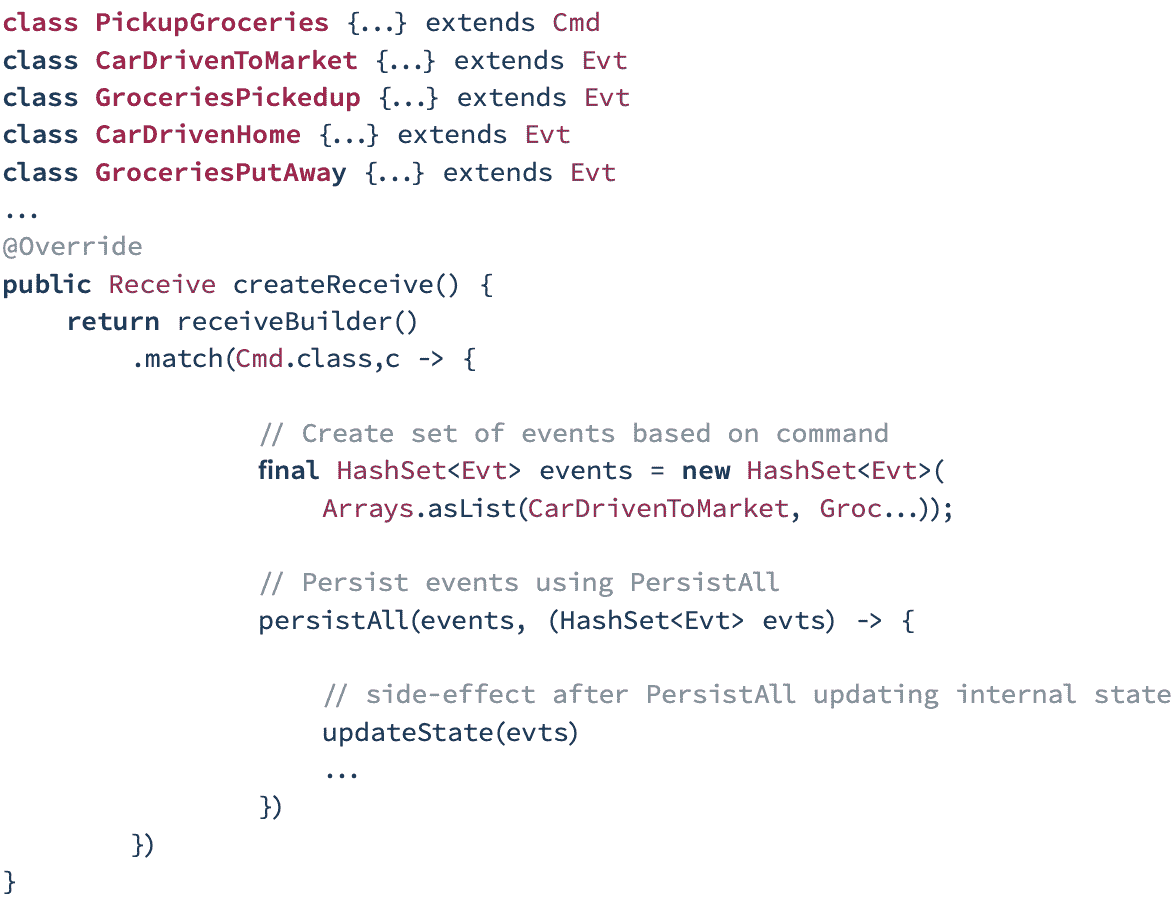 class PickupGroceries {...} extends Cmd
class CarDrivenToMarket {...} extends Evt
class GroceriesPickedup {...} extends Evt
class CarDrivenHome {...} extends Evt
class GroceriesPutAway {...} extends Evt
...
@Override
public Receive createReceive() {
    return receiveBuilder()
        .match(Cmd.class,c -> {
                // Create set of events based on command
                final HashSet<Evt> events = new HashSet<Evt>(
                    Arrays.asList(CarDrivenToMarket, Groc...));
                // Persist events using PersistAll
                persistAll(events, (HashSet<Evt> evts) -> {
                    // side-effect after PersistAll updating internal state
                    updateState(evts)
                    ...
                })
        })
}